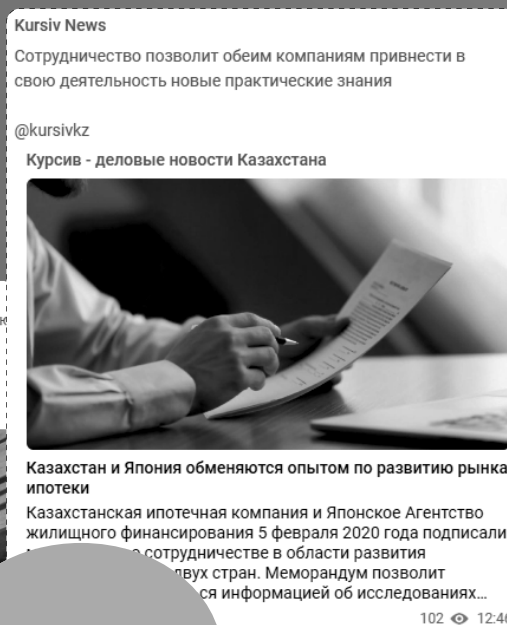 Kursiv News
Сотрудничество позволит обеим компаниям привнести в
свою деятельность новые практические знания
@kursivkz
Курсив - деловые новости Казахстана
Казахстан и Япония обменяются опытом по развитию рынка
ипотеки
Казахстанская ипотечная компания и Японское Агентство
жилищного финансирования 5 февраля 2020 года подписали
сотрудничестве в области развития
двух стран. Меморандум позволит
ся информацией об исследованиях...
102 12:46